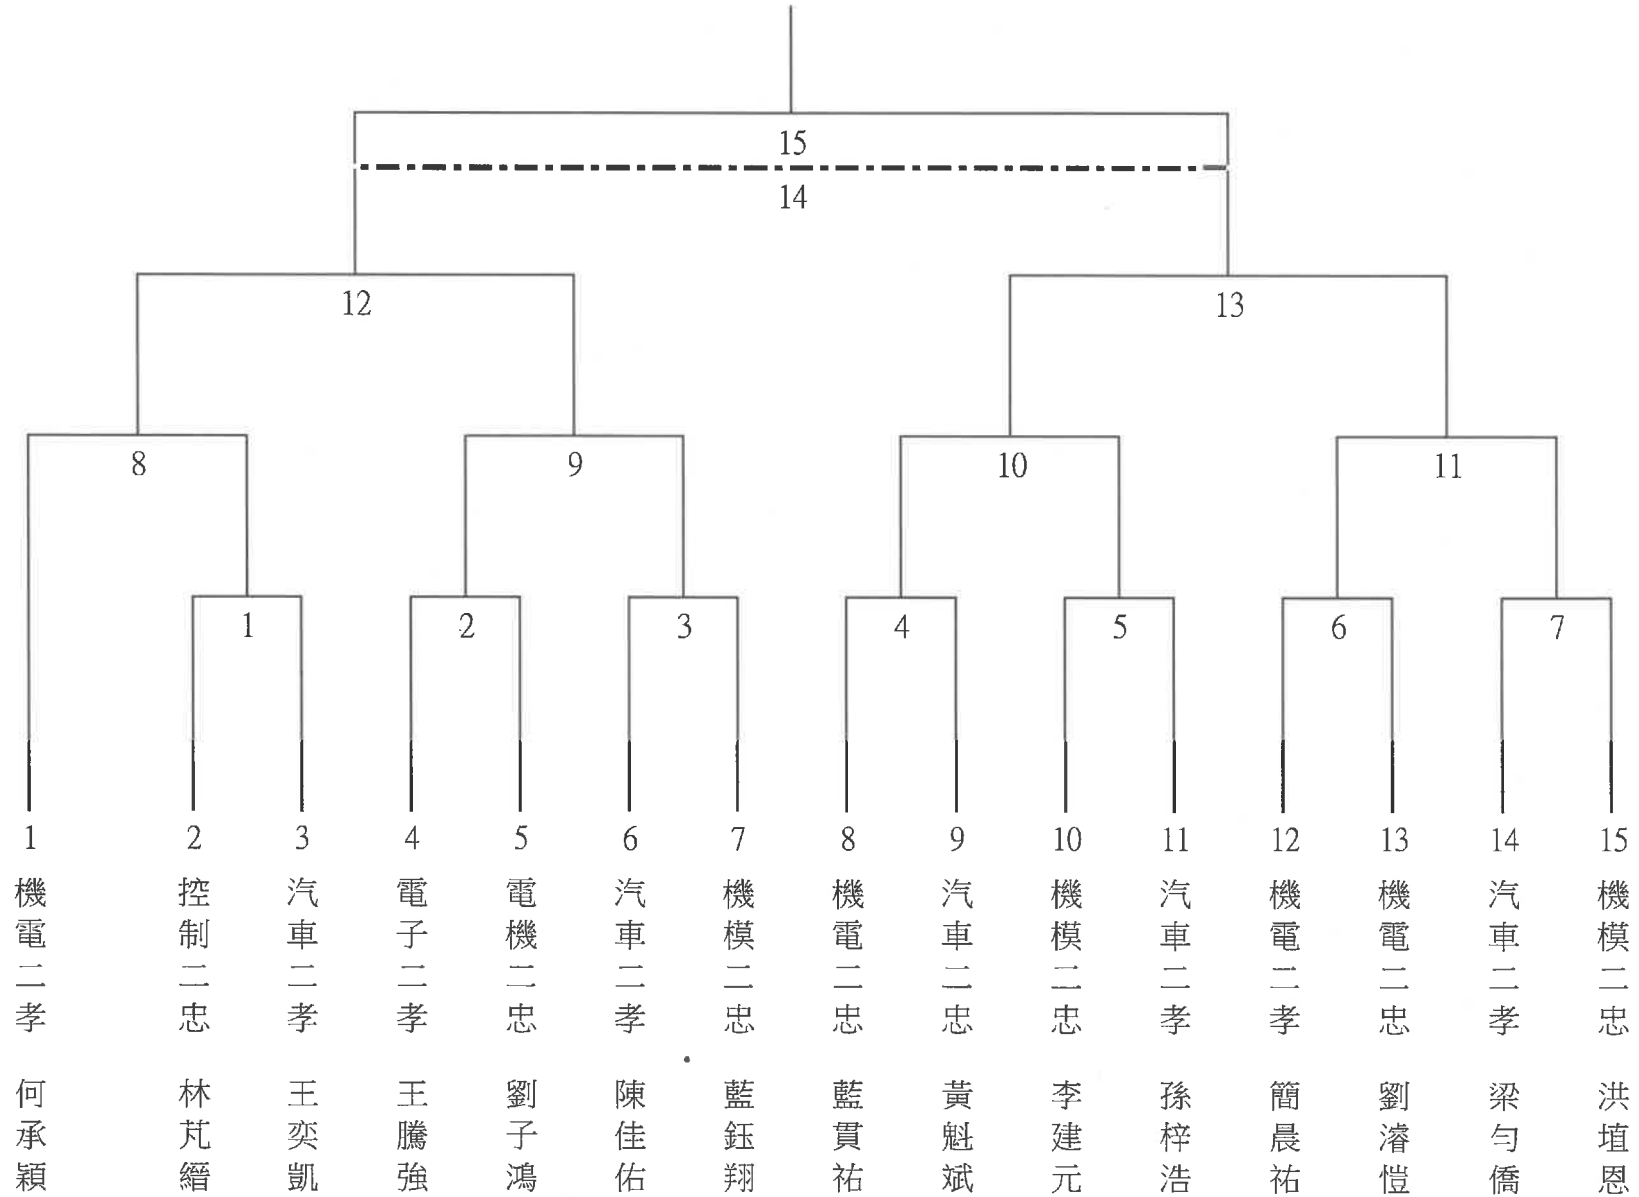 15
14
12
13
8
9
10
11
1
2
3
4
5
6
7
1
2
3
4
5
6
7
8
9
10
11
12
13
14
15
機電二孝 何承穎
控制二忠 林芃縉
汽車二孝 王奕凱
電子二孝 王騰強
電機二忠 劉子鴻
汽車二孝 陳佳佑
機模二忠 藍鈺翔
機電二忠 藍貫祐
汽車二忠 黃魁斌
機模二忠 李建元
汽車二孝 孫梓浩
機電二孝 簡晨祐
機電二忠 劉濬愷
汽車二孝 梁勻僑
機模二忠 洪埴恩